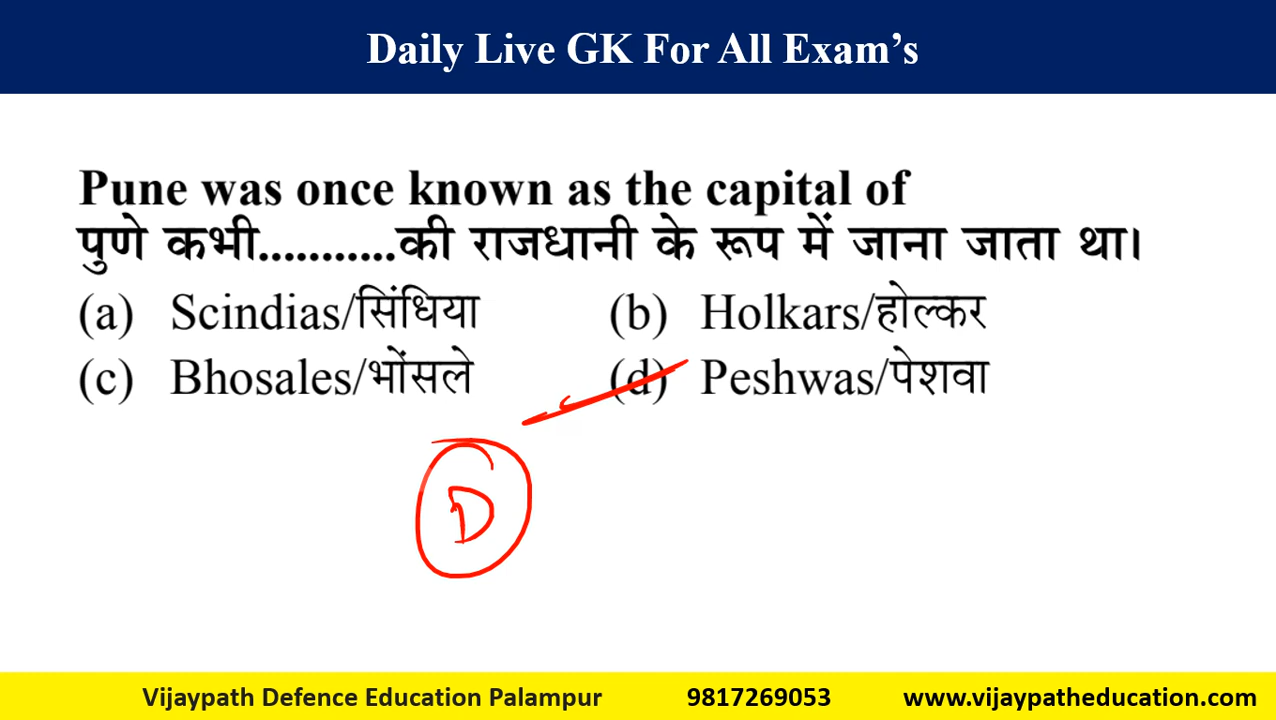 Daily Live GK For All Exam’s
Pune was once known as the capital of
पुणे कभी...........की राजधानी के रूप में जाना जाता था।
(a) Scindias/सिंधिया (b) Holkars/होल्कर
(c) Bhosales/भोंसले (d) Peshwas/पेशवा
D
Vijaypath Defence Education Palampur 9817269053 www.vijaypatheducation.com